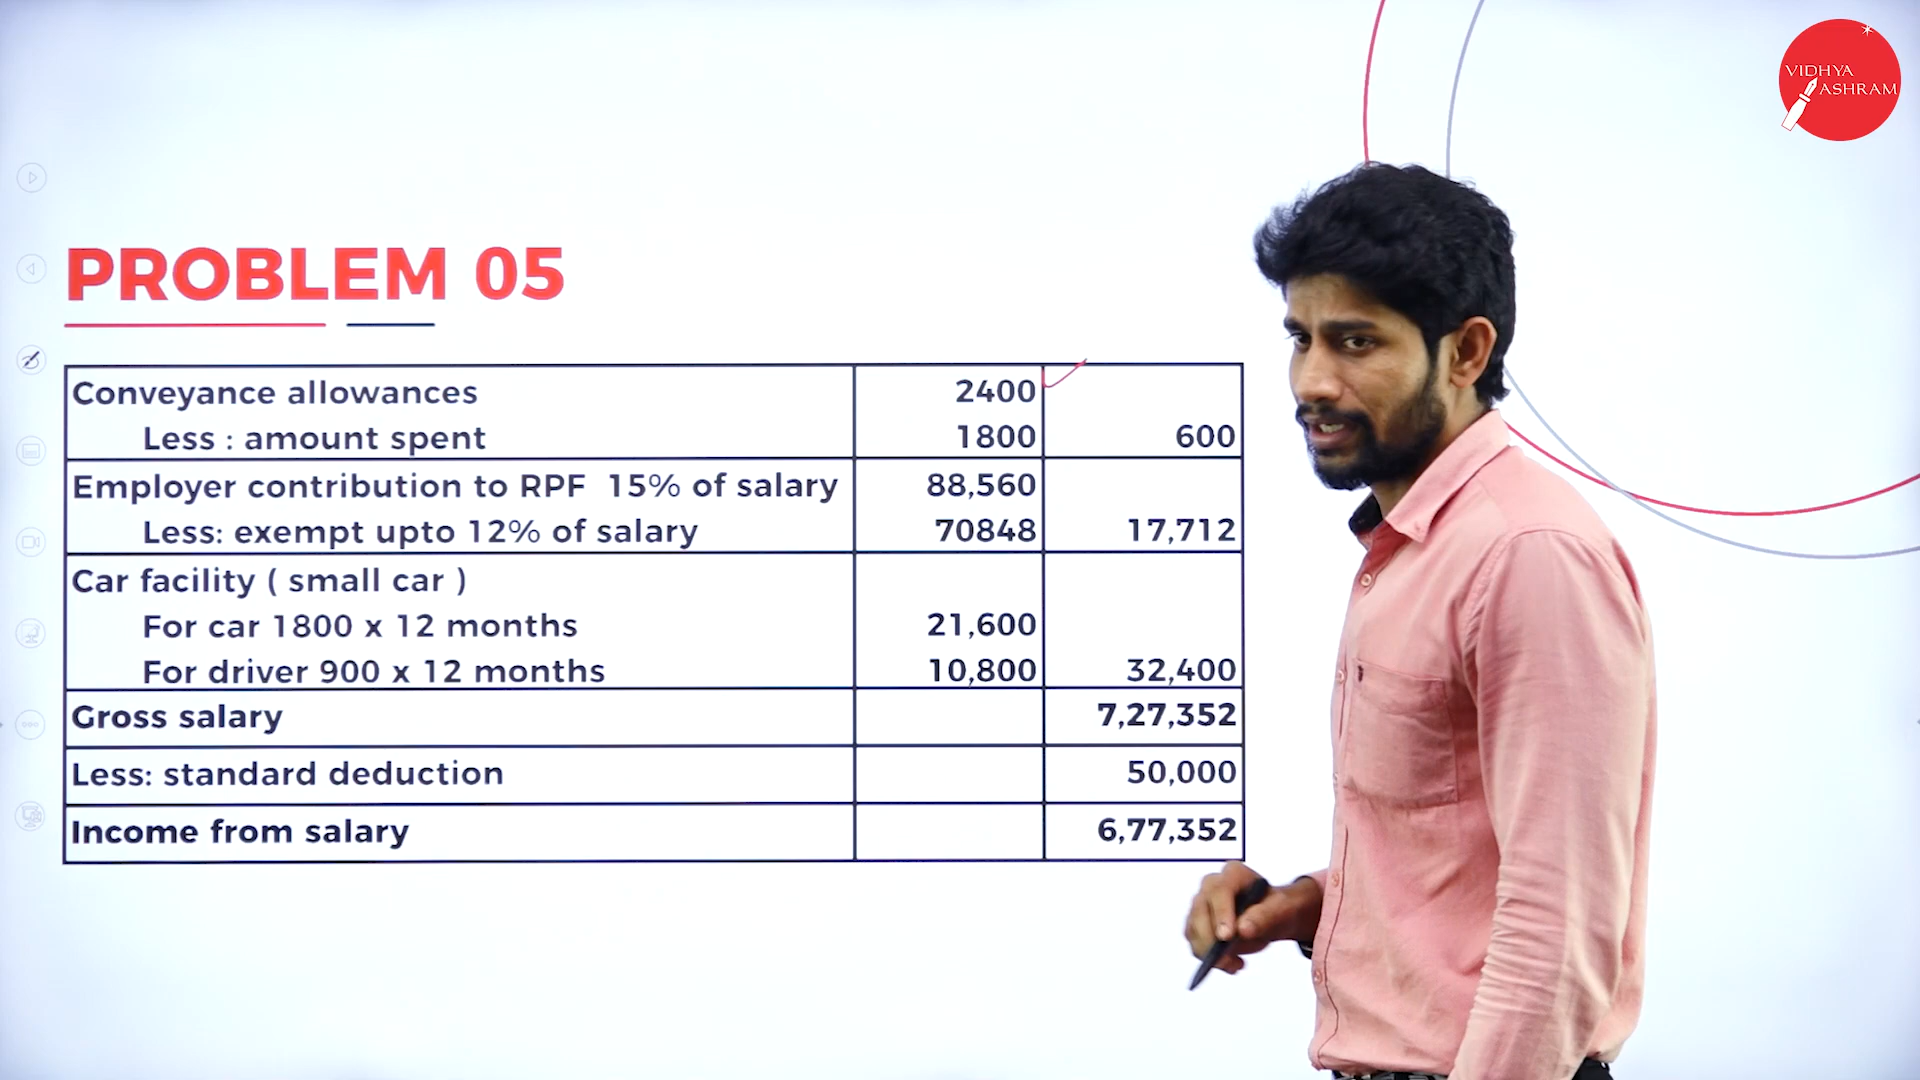 VIDHYA
ASHRAM
PROBLEM 05
Conveyance allowances 2400
Less : amount spent 1800 600
Employer contribution to RPF 15% of salary 88,560
Less: exempt upto 12% of salary 70848 17,712
Car facility ( small car )
For car 1800 x 12 months 21,600
For driver 900 x 12 months 10,800 32,400
Gross salary 7,27,352
Less: standard deduction 50,000
Income from salary 6,77,352